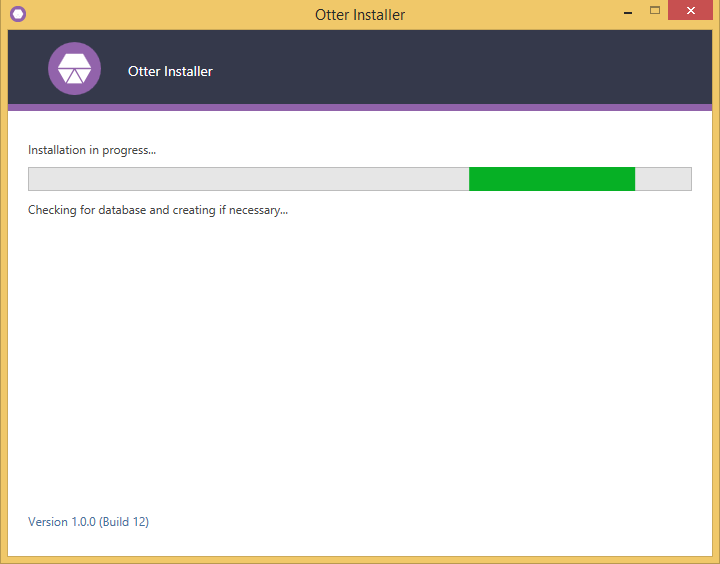 Otter Installer
Otter Installer
Installation in progress...
Checking for database and creating if necessary...
Version 1.0.0 (Build 12)